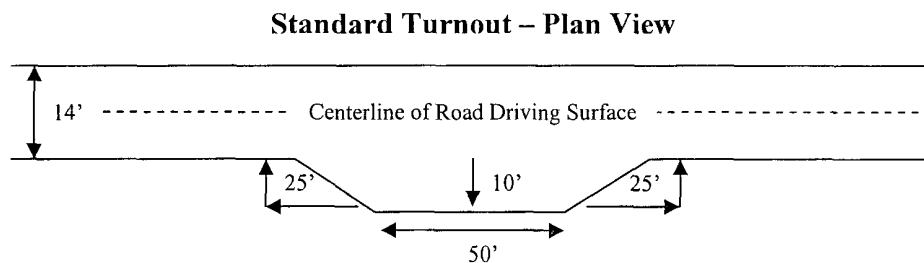 Standard Turnout – Plan View
14'
Centerline of Road Driving Surface
25'
10'
25'
50'